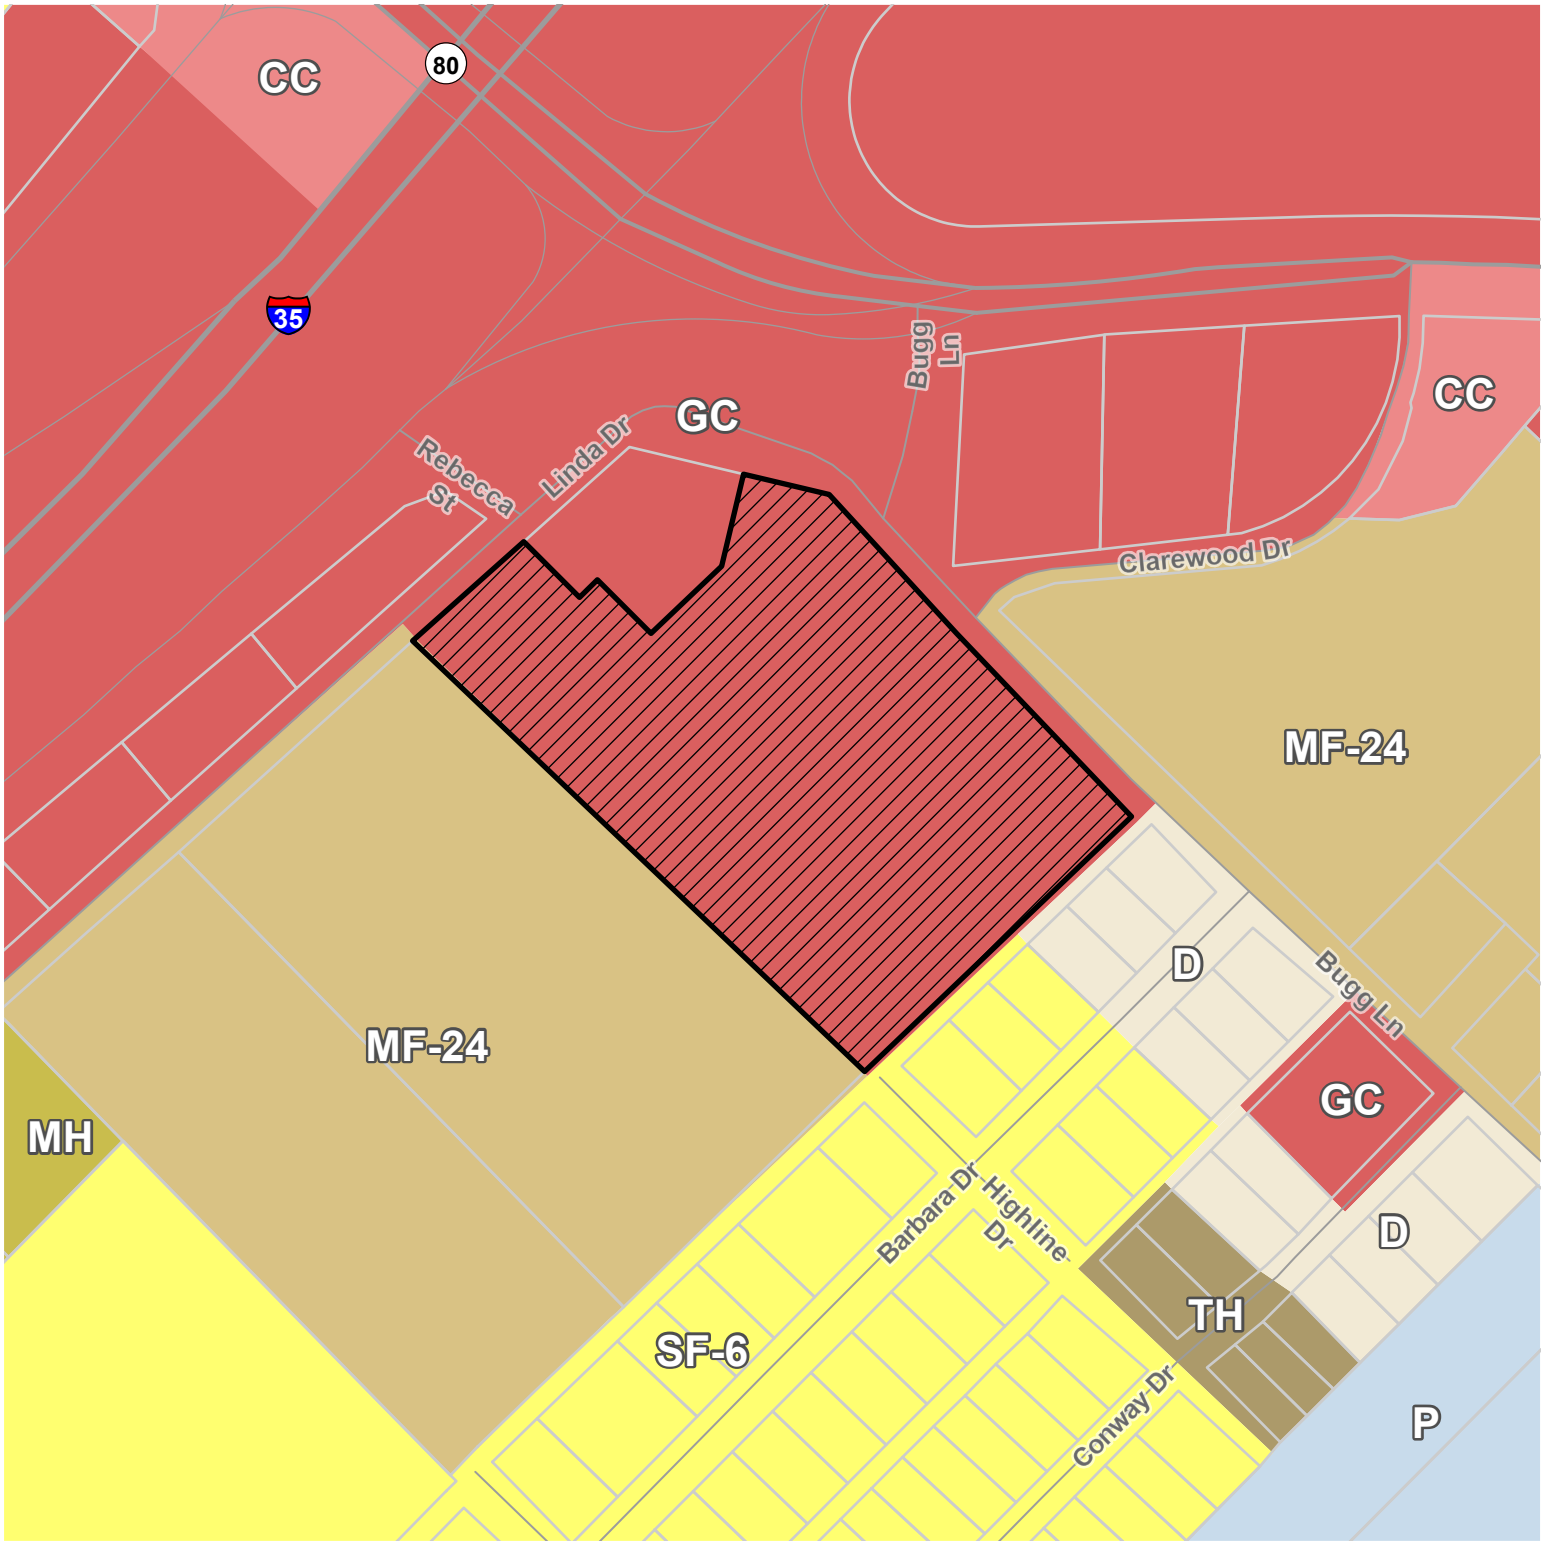 CC
80
35
Bugg
Ln
CC
GC
Linda Dr
Rebecca
St
Clarewood Dr
MF-24
D
Bugg Ln
MF-24
GC
MH
Barbara Dr
Highline
Dr
D
TH
SF-6
Conway Dr
P